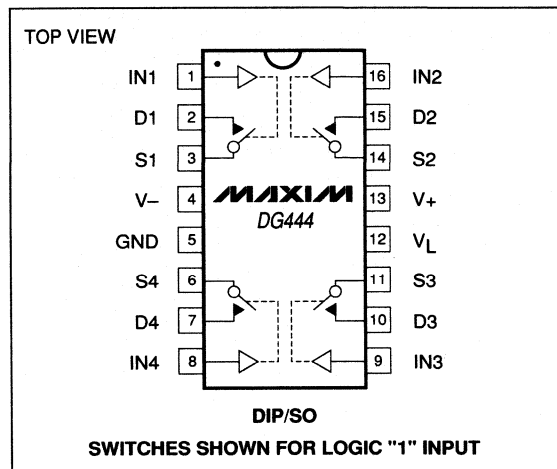 TOP VIEW
IN1 1 16 IN2
D1 2 15 D2
S1 3 14 S2
V– 4 MAXIM 13 V+
DG444
GND 5 12 VL
S4 6 11 S3
D4 7 10 D3
IN4 8 9 IN3
DIP/SO
SWITCHES SHOWN FOR LOGIC "1" INPUT